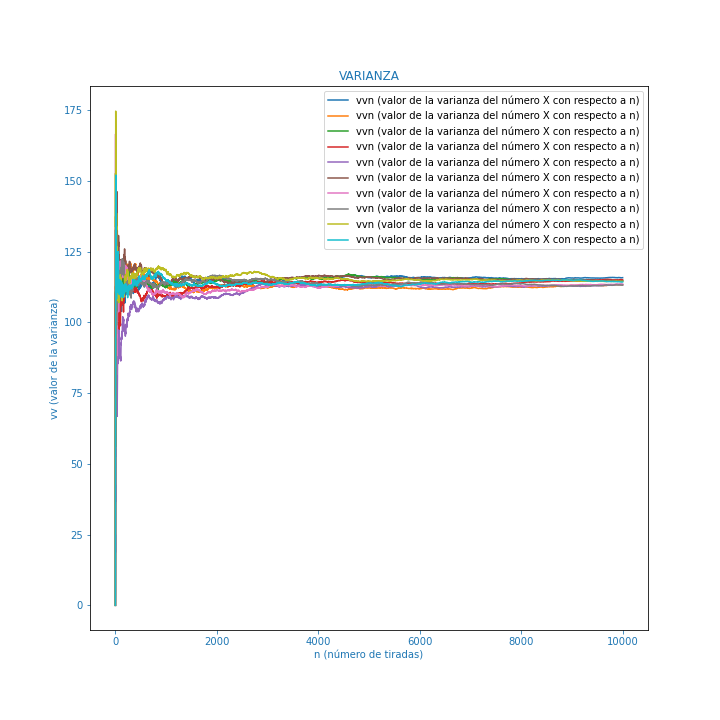 VARIANZA
vvn (valor de la varianza del número X con respecto a n)
vvn (valor de la varianza del número X con respecto a n)
vvn (valor de la varianza del número X con respecto a n)
vvn (valor de la varianza del número X con respecto a n)
vvn (valor de la varianza del número X con respecto a n)
vvn (valor de la varianza del número X con respecto a n)
vvn (valor de la varianza del número X con respecto a n)
vvn (valor de la varianza del número X con respecto a n)
vvn (valor de la varianza del número X con respecto a n)
vvn (valor de la varianza del número X con respecto a n)
175
150
125
100
75
50
25
0
vv (valor de la varianza)
0 2000 4000 6000 8000 10000
n (número de tiradas)